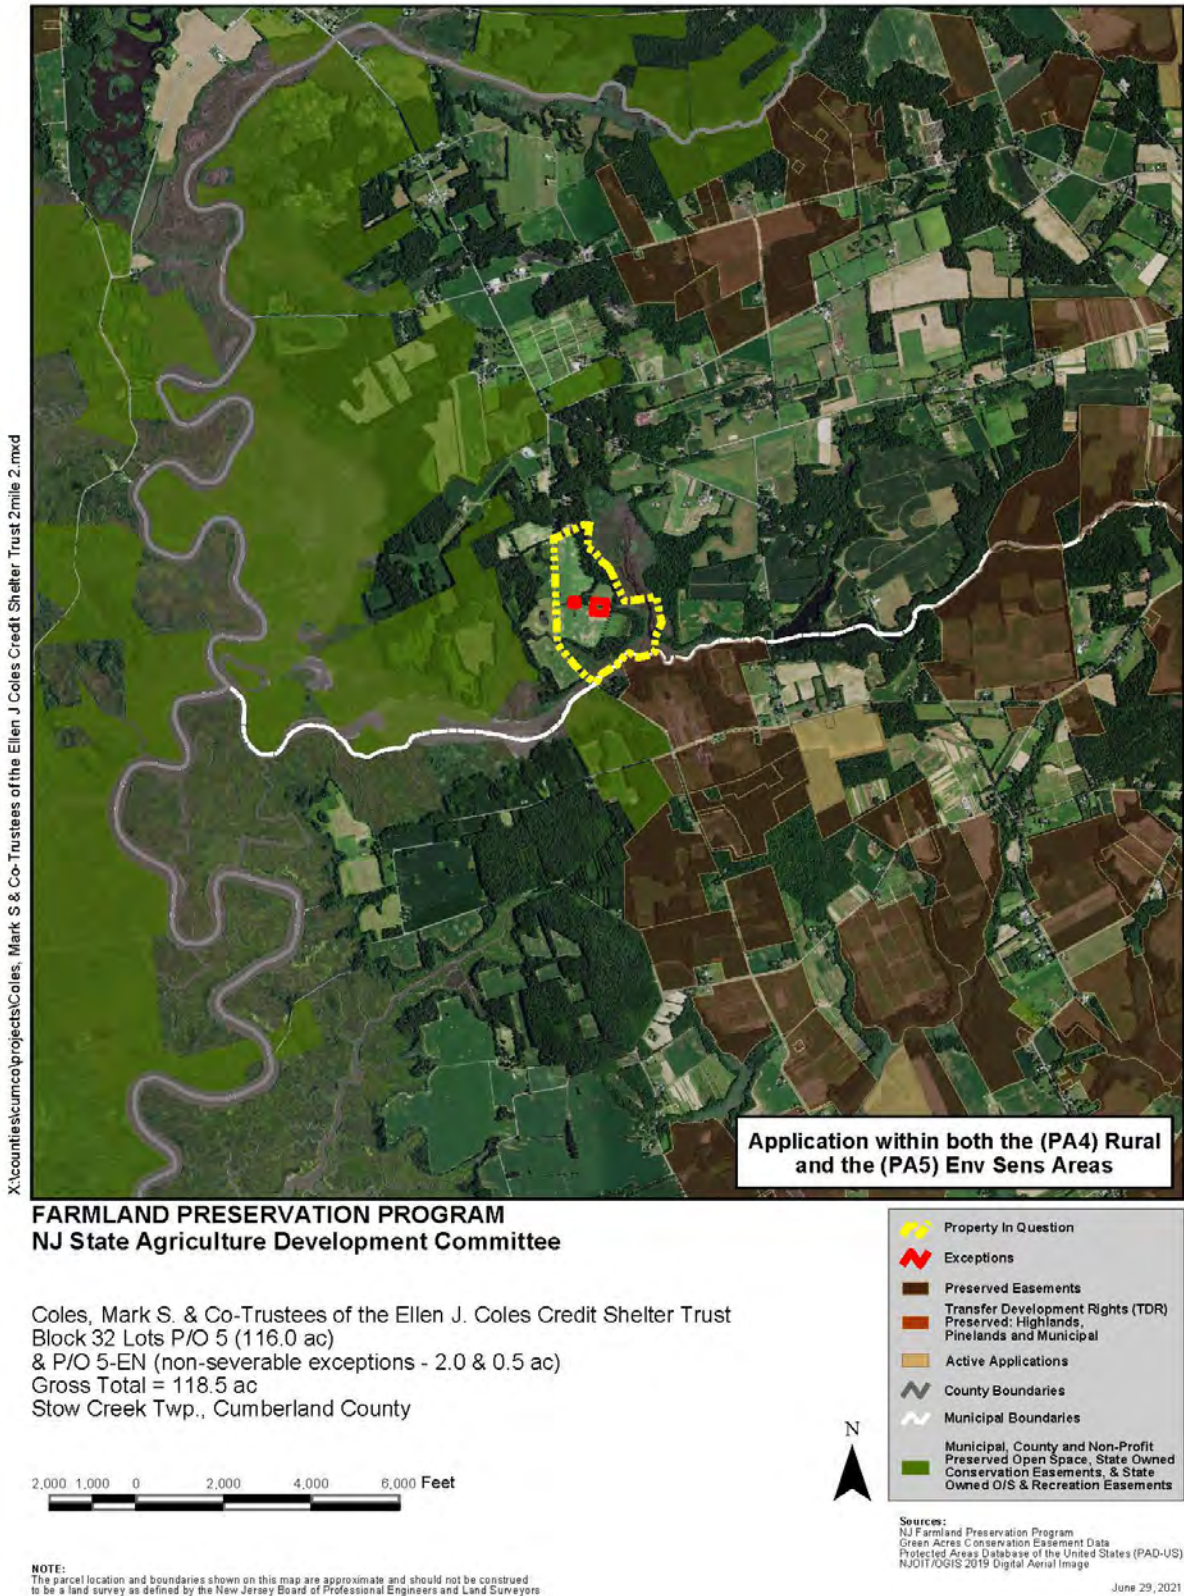 X:\counties\cumco\projects\Coles, Mark S & Co-Trustees of the Ellen J Coles Credit Shelter Trust 2mile 2.mxd
Application within both the (PA4) Rural
and the (PA5) Env Sens Areas
FARMLAND PRESERVATION PROGRAM
NJ State Agriculture Development Committee
Coles, Mark S. & Co-Trustees of the Ellen J. Coles Credit Shelter Trust
Block 32 Lots P/O 5 (116.0 ac)
& P/O 5-EN (non-severable exceptions - 2.0 & 0.5 ac)
Gross Total = 118.5 ac
Stow Creek Twp., Cumberland County
2,000 1,000 0 2,000 4,000 6,000 Feet
N
Property In Question
Exceptions
Preserved Easements
Transfer Development Rights (TDR)
Preserved: Highlands,
Pinelands and Municipal
Active Applications
County Boundaries
Municipal Boundaries
Municipal, County and Non-Profit
Preserved Open Space, State Owned
Conservation Easements, & State
Owned O/S & Recreation Easements
Sources:
NJ Farmland Preservation Program
Green Acres Conservation Easement Data
Protected Areas Database of the United States (PAD-US)
NJOIT/OGIS 2019 Digital Aerial Image
NOTE:
The parcel location and boundaries shown on this map are approximate and should not be construed
to be a land survey as defined by the New Jersey Board of Professional Engineers and Land Surveyors
June 29, 2021